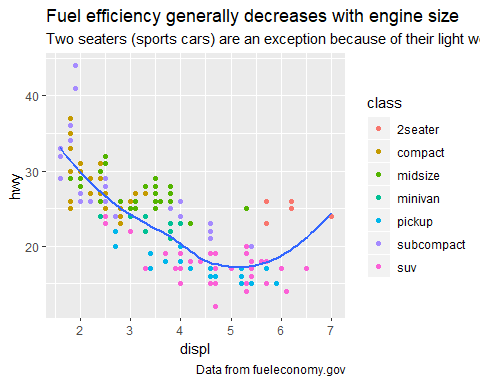 Fuel efficiency generally decreases with engine size
Two seaters (sports cars) are an exception because of their light
hwy
40
30
20
2
3
4
5
6
7
displ
class
2seater
compact
midsize
minivan
pickup
subcompact
suv
Data from fueleconomy.gov